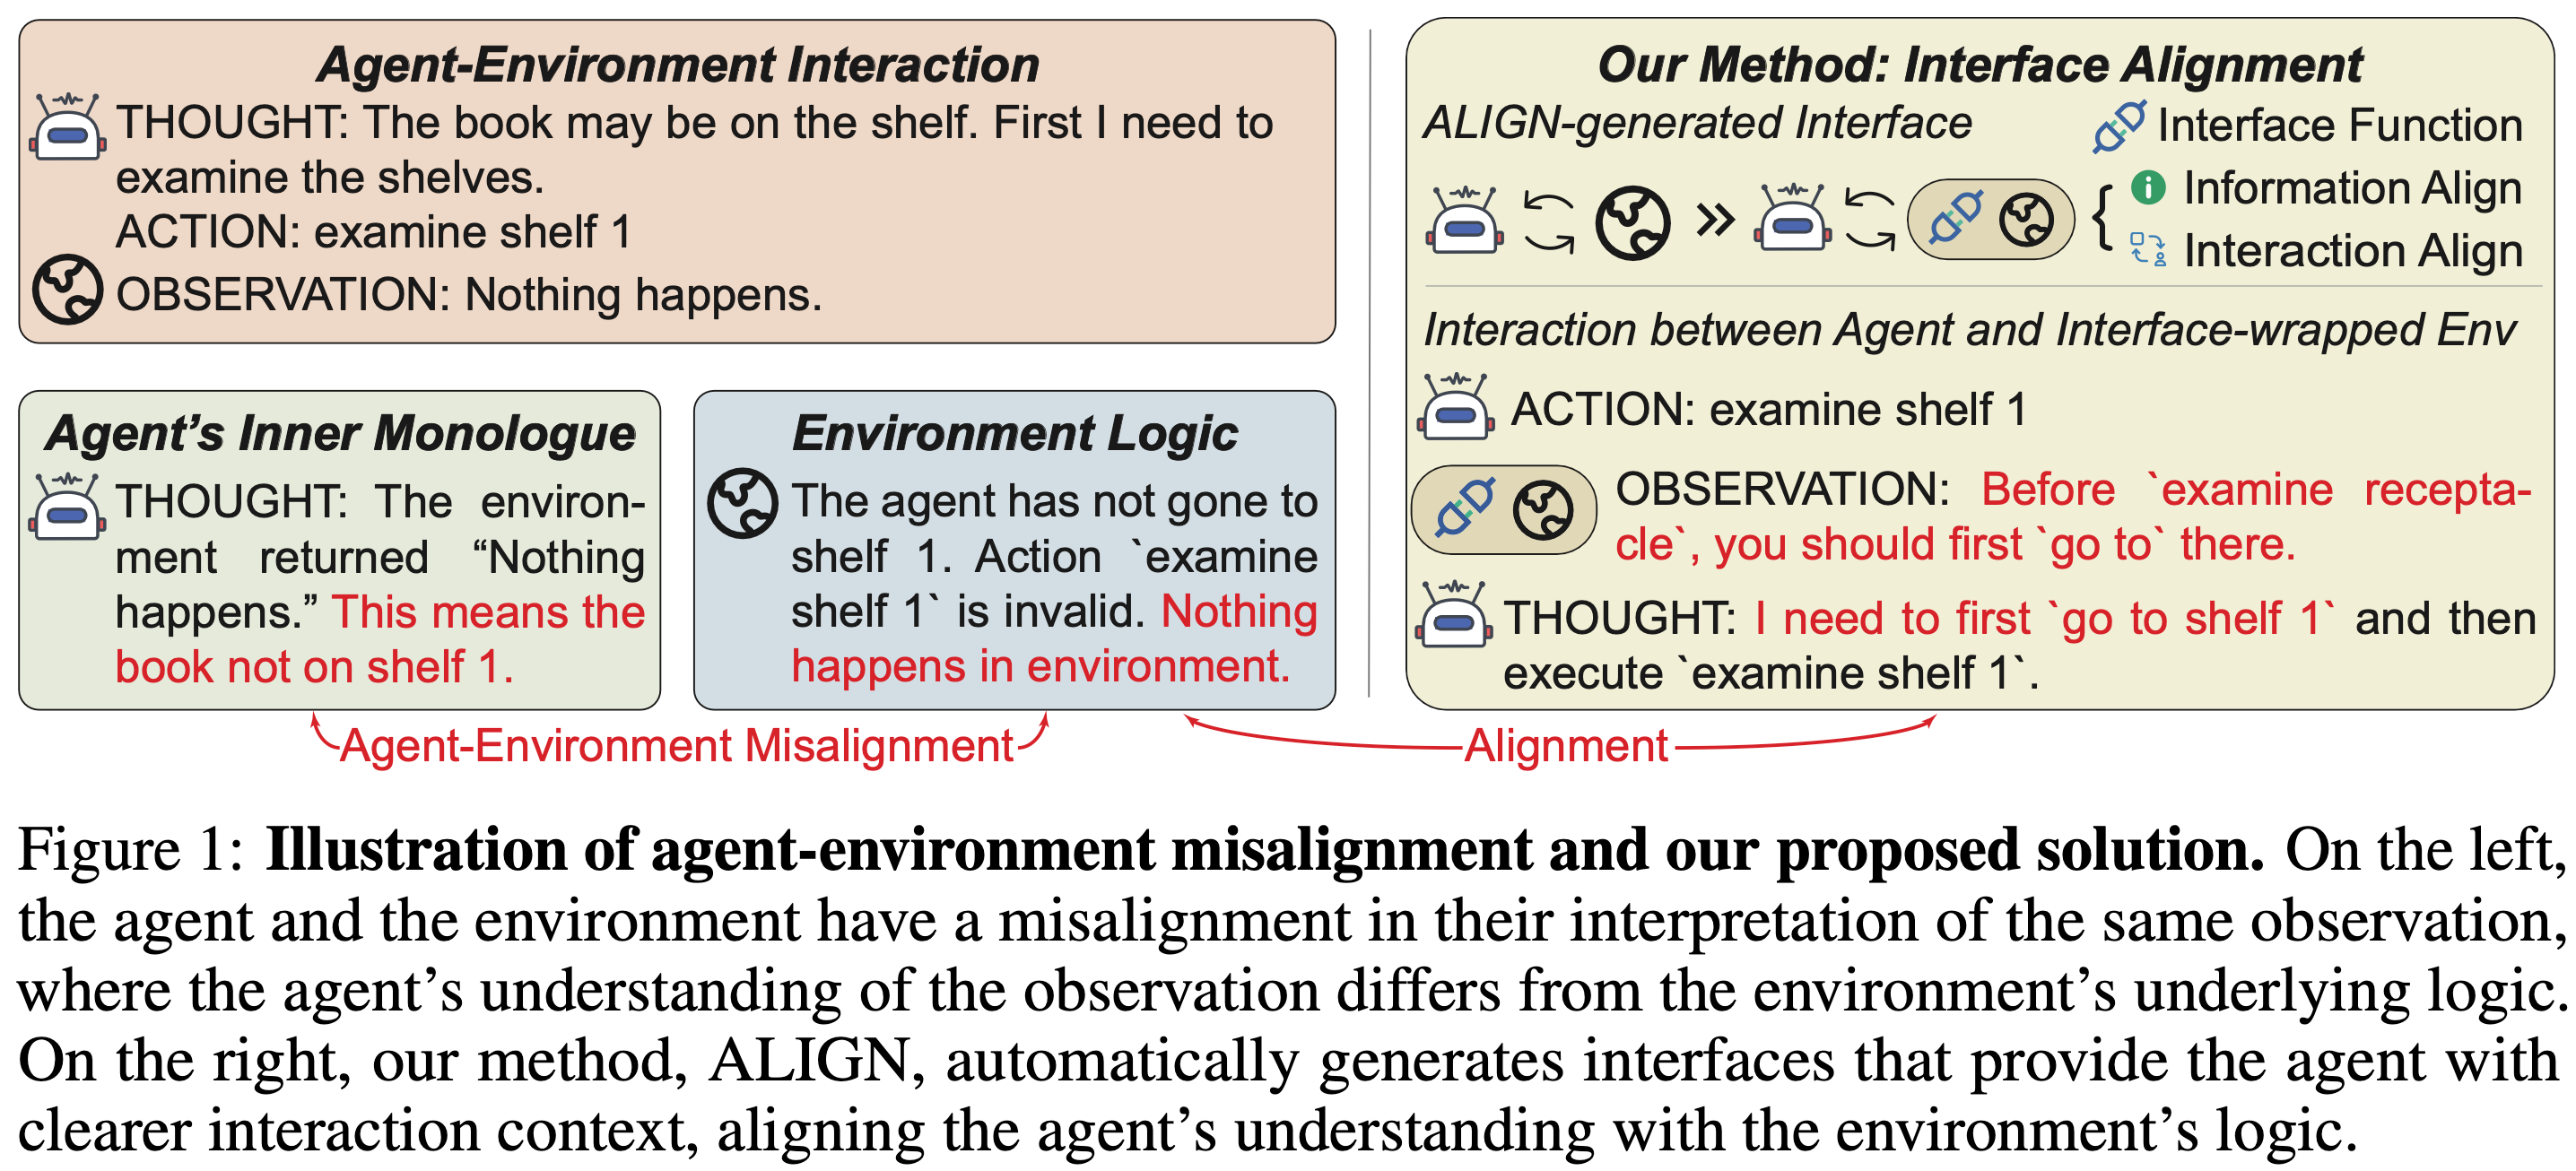 Agent-Environment Interaction
THOUGHT: The book may be on the shelf. First I need to
examine the shelves.
ACTION: examine shelf 1
OBSERVATION: Nothing happens.
Agent's Inner Monologue
THOUGHT: The environ-
ment returned “Nothing
happens.” This means the
book not on shelf 1.
Environment Logic
The agent has not gone to
shelf 1. Action `examine
shelf 1` is invalid. Nothing
happens in environment.
Agent-Environment Misalignment
Our Method: Interface Alignment
ALIGN-generated Interface
Interface Function
Information Align
Interaction Align
Interaction between Agent and Interface-wrapped Env
ACTION: examine shelf 1
OBSERVATION: Before `examine recepta-
cle`, you should first `go to` there.
THOUGHT: I need to first `go to shelf 1` and then
execute `examine shelf 1`.
Alignment
Figure 1: Illustration of agent-environment misalignment and our proposed solution. On the left,
the agent and the environment have a misalignment in their interpretation of the same observation,
where the agent’s understanding of the observation differs from the environment’s underlying logic.
On the right, our method, ALIGN, automatically generates interfaces that provide the agent with
clearer interaction context, aligning the agent’s understanding with the environment’s logic.